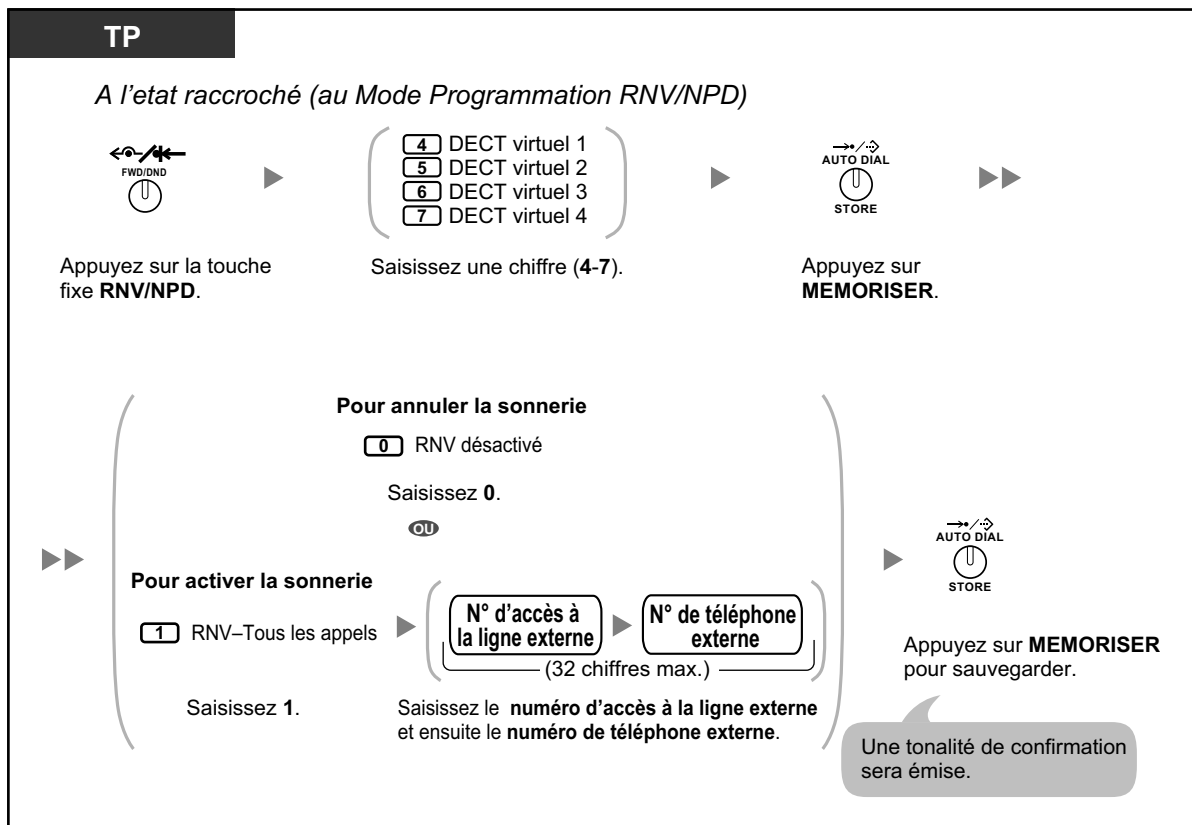 TP
A l'etat raccroché (au Mode Programmation RNV/NPD)
FWD/DND
4 DECT virtuel 1
5 DECT virtuel 2
6 DECT virtuel 3
7 DECT virtuel 4
AUTO DIAL
STORE
Appuyez sur la touche
fixe RNV/NPD.
Saisissez une chiffre (4-7).
Appuyez sur
MEMORISER.
Pour annuler la sonnerie
0 RNV désactivé
Saisissez 0.
OU
Pour activer la sonnerie
1 RNV–Tous les appels
Saisissez 1.
N° d'accès à
la ligne externe
N° de téléphone
externe
(32 chiffres max.)
Saisissez le numéro d'accès à la ligne externe
et ensuite le numéro de téléphone externe.
AUTO DIAL
STORE
Appuyez sur MEMORISER
pour sauvegarder.
Une tonalité de confirmation
sera émise.